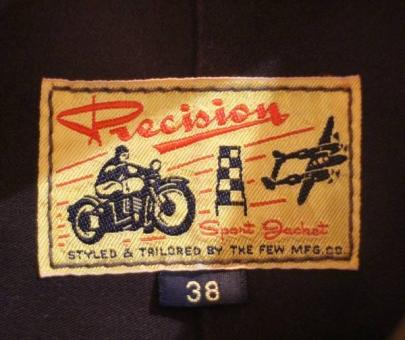 Precision
Sport Jacket
STYLED & TAILORED BY THE FEW MFG.CO.
38